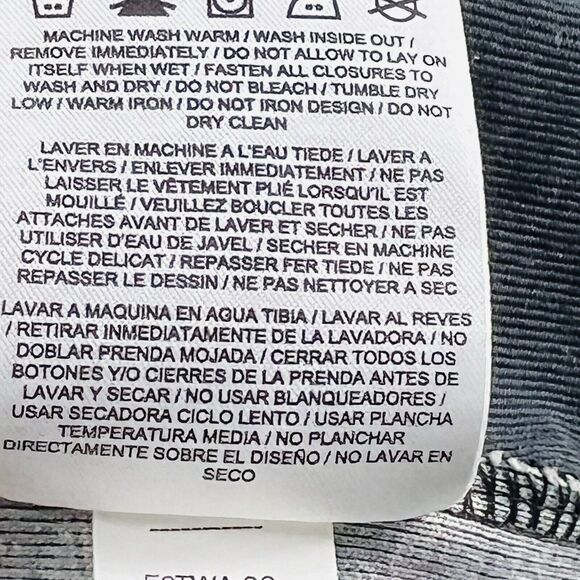 MACHINE WASH WARM / WASH INSIDE OUT /
REMOVE IMMEDIATELY / DO NOT ALLOW TO LAY ON
ITSELF WHEN WET / FASTEN ALL CLOSURES TO
WASH AND DRY / DO NOT BLEACH / TUMBLE DRY
LOW / WARM IRON / DO NOT IRON DESIGN / DO NOT
DRY CLEAN
LAVER EN MACHINE A L'EAU TIEDE / LAVER A
L'ENVERS / ENLEVER IMMEDIATEMENT / NE PAS
LAISSER LE VÊTEMENT PLIÉ LORSQU'IL EST
MOUILLÉ / VEUILLEZ BOUCLER TOUTES LES
ATTACHES AVANT DE LAVER ET SECHER / NE PAS
UTILISER D'EAU DE JAVEL / SECHER EN MACHINE
CYCLE DELICAT / REPASSER FER TIEDE / NE PAS
REPASSER LE DESSIN / NE PAS NETTOYER A SEC
LAVAR A MAQUINA EN AGUA TIBIA / LAVAR AL REVES
/ RETIRAR INMEDIATAMENTE DE LA LAVADORA / NO
DOBLAR PRENDA MOJADA / CERRAR TODOS LOS
BOTONES Y/O CIERRES DE LA PRENDA ANTES DE
LAVAR Y SECAR / NO USAR BLANQUEADORES /
USAR SECADORA CICLO LENTO / USAR PLANCHA
TEMPERATURA MEDIA / NO PLANCHAR
DIRECTAMENTE SOBRE EL DISEÑO / NO LAVAR EN
SECO